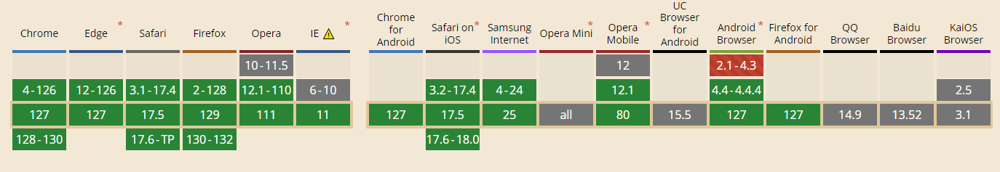 Chrome
Edge *
Safari
Firefox
Opera
IE *
Chrome for Android
Safari on iOS *
Samsung Internet
Opera Mini *
Opera Mobile *
UC Browser for Android
Android Browser *
Firefox for Android
QQ Browser
Baidu Browser
KaiOS Browser
10 - 11.5
12
2.1 - 4.3
4 - 126
12 - 126
3.1 - 17.4
2 - 128
12.1 - 110
6 - 10
3.2 - 17.4
4 - 24
12.1
4.4 - 4.4.4
2.5
127
127
17.5
129
111
11
127
17.5
25
all
80
15.5
127
127
14.9
13.52
3.1
128 - 130
17.6 - TP
130 - 132
17.6 - 18.0